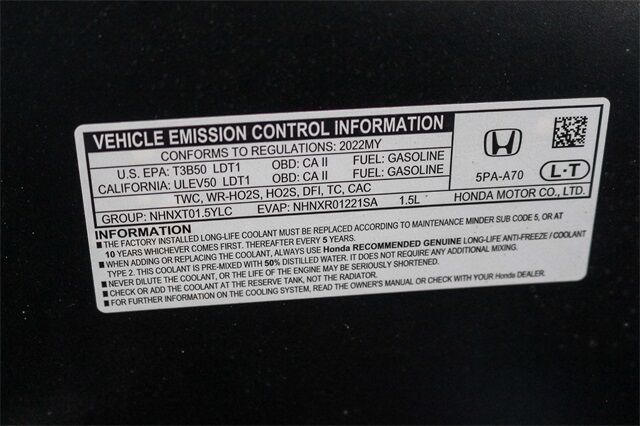 VEHICLE EMISSION CONTROL INFORMATION
CONFORMS TO REGULATIONS: 2022MY
U.S. EPA: T3B50 LDT1 OBD: CA II FUEL: GASOLINE
CALIFORNIA: ULEV50 LDT1 OBD: CA II FUEL: GASOLINE
TWC, WR-HO2S, HO2S, DFI, TC, CAC
GROUP: NHNXT01.5YLC EVAP: NHNXR01221SA 1.5L
5PA-A70
L·T
HONDA MOTOR CO., LTD.
INFORMATION
■ THE FACTORY INSTALLED LONG-LIFE COOLANT MUST BE REPLACED ACCORDING TO MAINTENANCE MINDER SUB CODE 5, OR AT
10 YEARS WHICHEVER COMES FIRST. THEREAFTER EVERY 5 YEARS.
■ WHEN ADDING OR REPLACING THE COOLANT, ALWAYS USE Honda RECOMMENDED GENUINE LONG-LIFE ANTI-FREEZE / COOLANT
TYPE 2. THIS COOLANT IS PRE-MIXED WITH 50% DISTILLED WATER. IT DOES NOT REQUIRE ANY ADDITIONAL MIXING.
■ NEVER DILUTE THE COOLANT, OR THE LIFE OF THE ENGINE MAY BE SERIOUSLY SHORTENED.
■ CHECK OR ADD COOLANT AT THE RESERVE TANK, NOT THE RADIATOR.
■ FOR FURTHER INFORMATION ON THE COOLING SYSTEM, READ THE OWNER'S MANUAL OR CHECK WITH YOUR Honda DEALER.